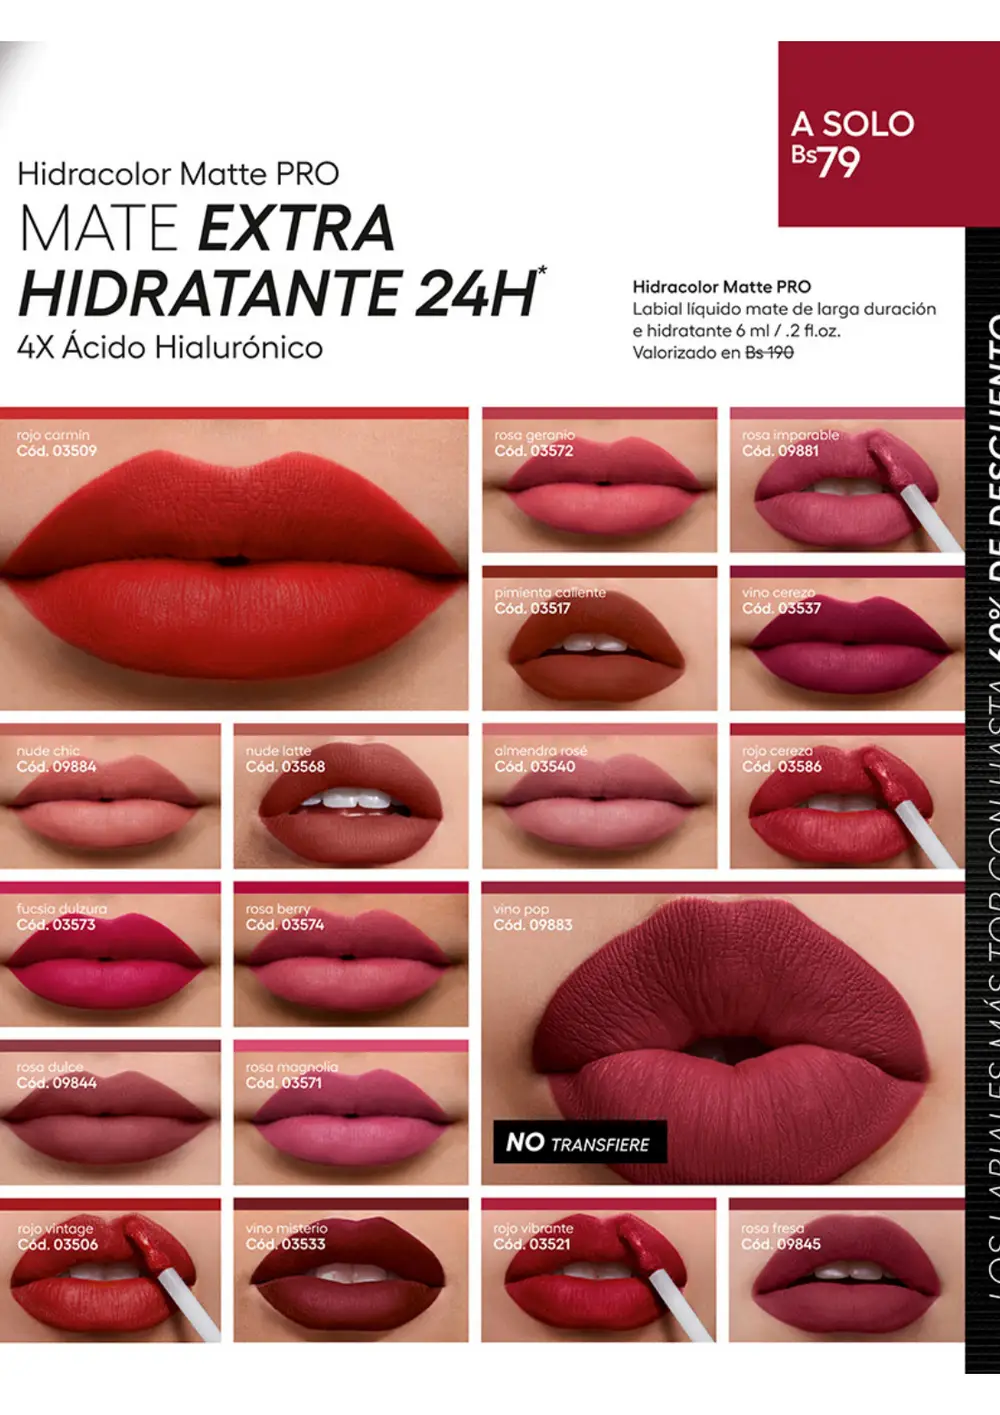 A SOLO
Bs79
Hidracolor Matte PRO
MATE EXTRA
HIDRATANTE 24H*
4X Ácido Hialurónico
Hidracolor Matte PRO
Labial líquido mate de larga duración
e hidratante 6 ml / .2 fl.oz.
Valorizado en Bs 190
rojo carmín
Cód. 03509
rosa geranio
Cód. 03572
rosa imparable
Cód. 09881
pimienta caliente
Cód. 03517
vino cerezo
Cód. 03537
nude chic
Cód. 09884
nude latte
Cód. 03568
almendra rosé
Cód. 03540
rojo cereza
Cód. 03586
fucsia dulzura
Cód. 03573
rosa berry
Cód. 03574
vino pop
Cód. 09883
rosa dulce
Cód. 09844
rosa magnolia
Cód. 03571
NO TRANSFIERE
rojo vintage
Cód. 03506
vino misterio
Cód. 03533
rojo vibrante
Cód. 03521
rosa fresa
Cód. 09845
LOS LABIALES MÁS TOP CON HASTA 60% DE DESCUENTO